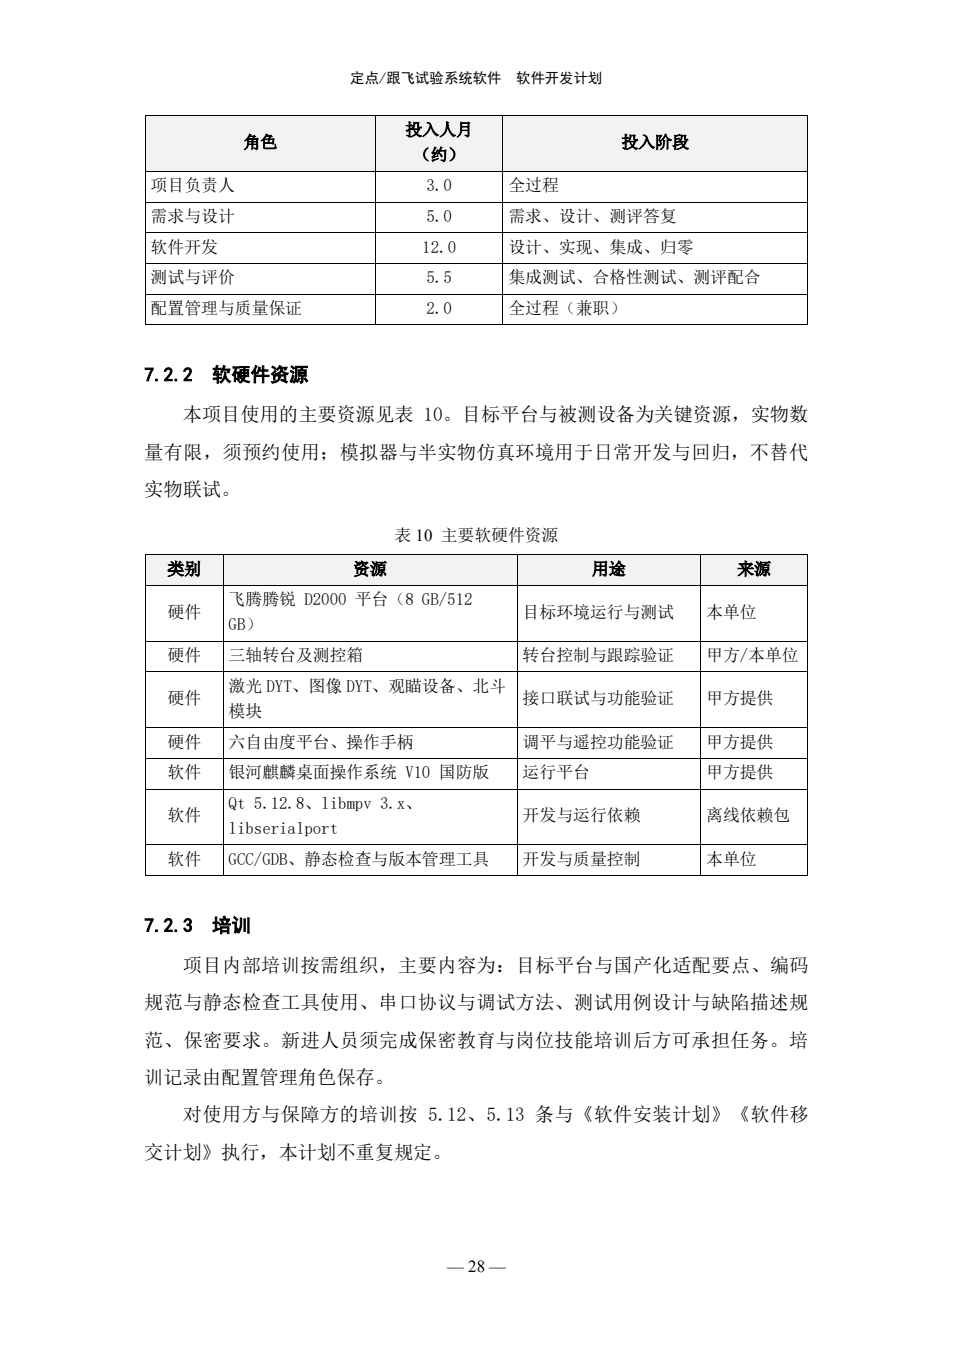 定点/跟飞试验系统软件　软件开发计划
角色 投入人月（约） 投入阶段
项目负责人 3.0 全过程
需求与设计 5.0 需求、设计、测评答复
软件开发 12.0 设计、实现、集成、归零
测试与评价 5.5 集成测试、合格性测试、测评配合
配置管理与质量保证 2.0 全过程（兼职）
7.2.2 软硬件资源
本项目使用的主要资源见表 10。目标平台与被测设备为关键资源，实物数
量有限，须预约使用；模拟器与半实物仿真环境用于日常开发与回归，不替代
实物联试。
表 10 主要软硬件资源
类别 资源 用途 来源
硬件 飞腾腾锐 D2000 平台（8 GB/512 GB） 目标环境运行与测试 本单位
硬件 三轴转台及测控箱 转台控制与跟踪验证 甲方/本单位
硬件 激光 DYT、图像 DYT、观瞄设备、北斗模块 接口联试与功能验证 甲方提供
硬件 六自由度平台、操作手柄 调平与遥控功能验证 甲方提供
软件 银河麒麟桌面操作系统 V10 国防版 运行平台 甲方提供
软件 Qt 5.12.8、libmpv 3.x、libserialport 开发与运行依赖 离线依赖包
软件 GCC/GDB、静态检查与版本管理工具 开发与质量控制 本单位
7.2.3 培训
项目内部培训按需组织，主要内容为：目标平台与国产化适配要点、编码
规范与静态检查工具使用、串口协议与调试方法、测试用例设计与缺陷描述规
范、保密要求。新进人员须完成保密教育与岗位技能培训后方可承担任务。培
训记录由配置管理角色保存。
对使用方与保障方的培训按 5.12、5.13 条与《软件安装计划》《软件移
交计划》执行，本计划不重复规定。
— 28 —